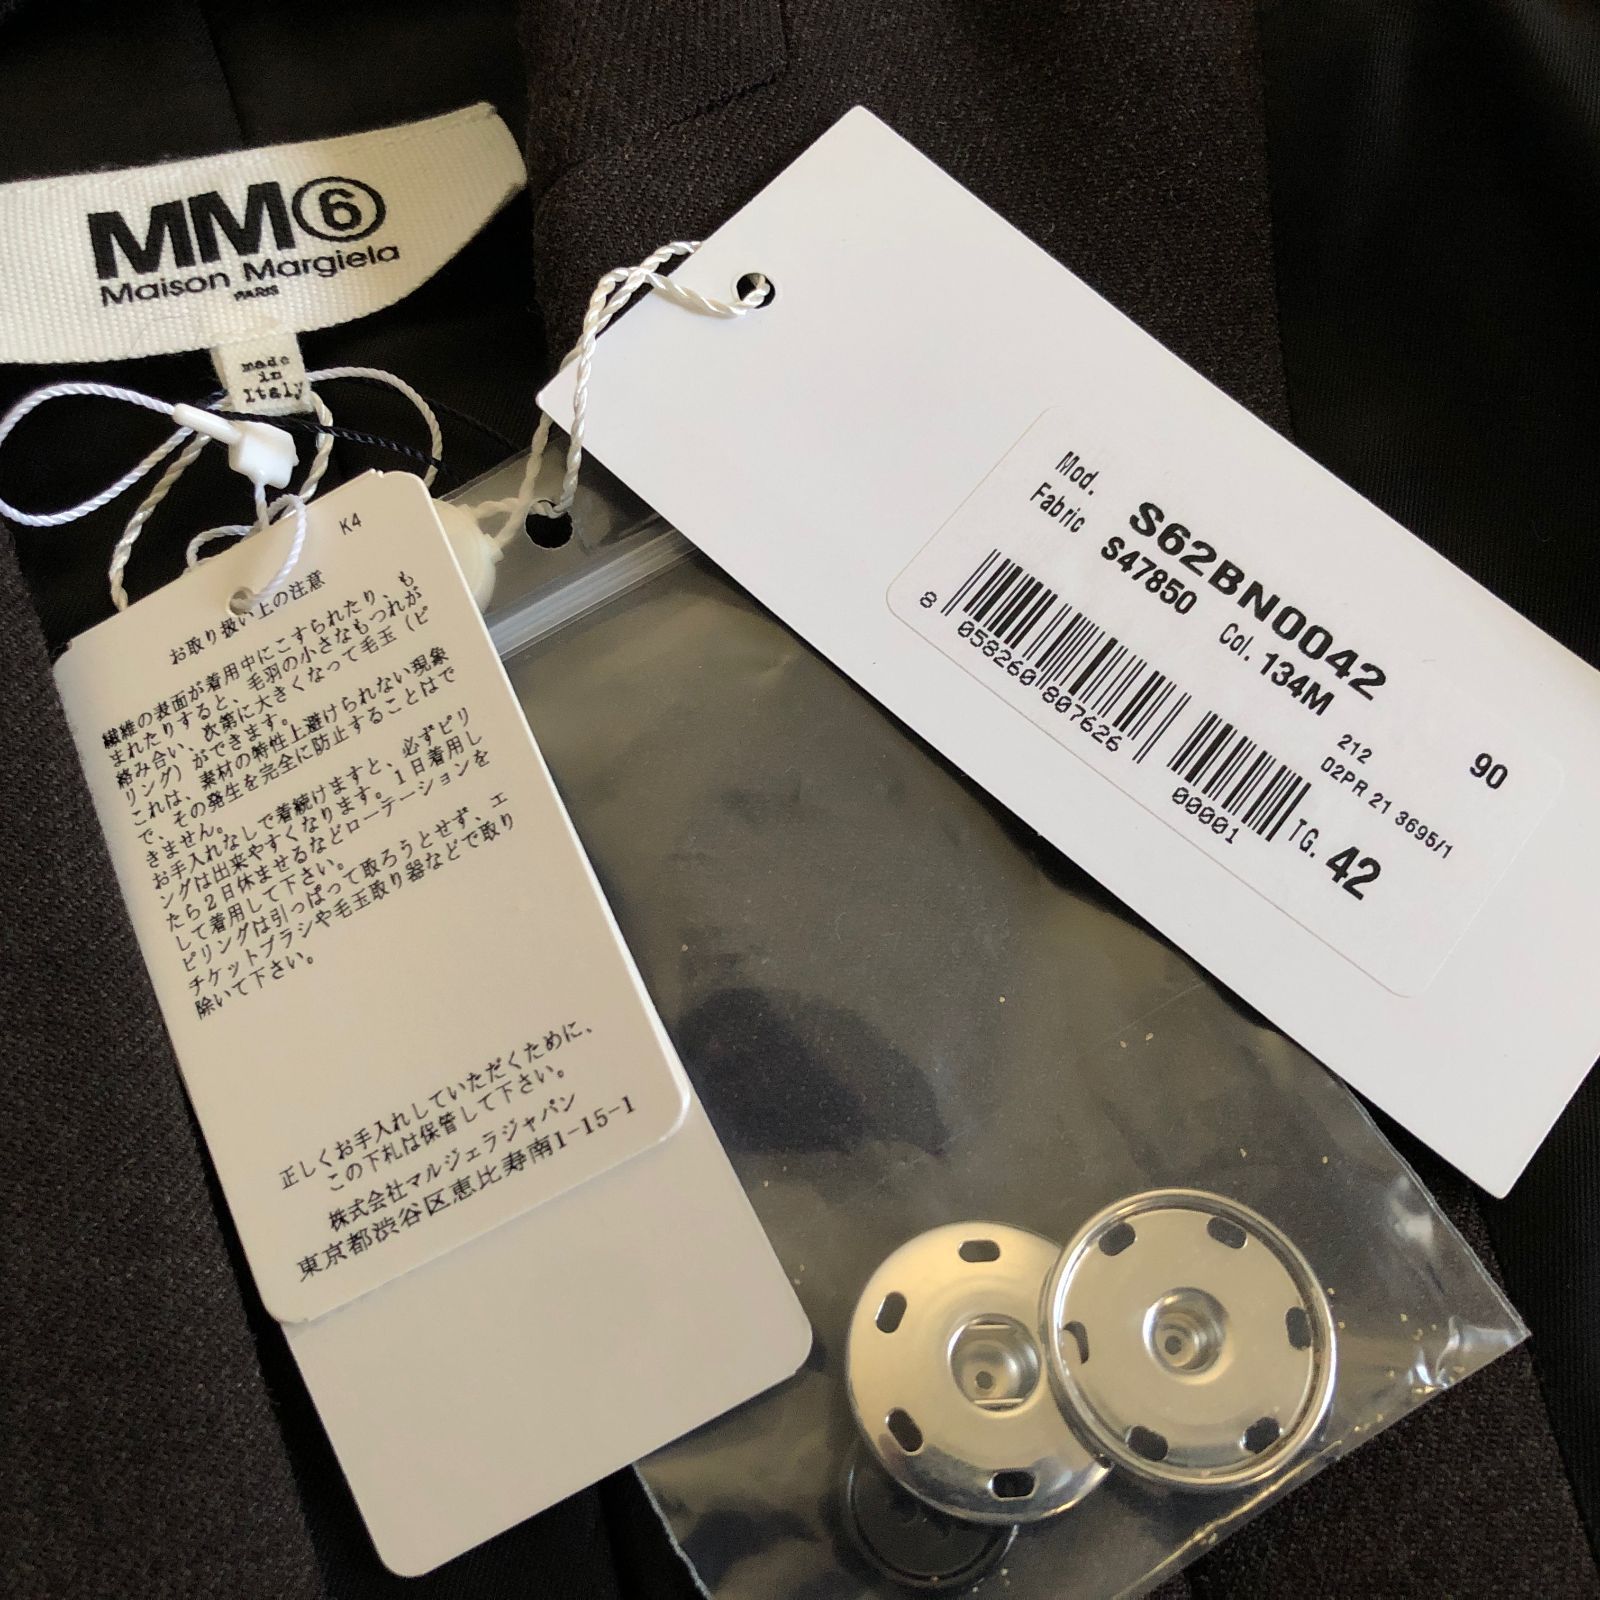 MM⑥
Maison Margiela
PARIS
made
in
Italy
K4
お取り扱い上の注意
繊維の表面が着用中にこすられたり、も
まれたりすると、毛羽の小さなもつれが
絡み合い、次第に大きくなって毛玉（ピ
リング）ができます。
これは、素材の特性上避けられない現象
で、その発生を完全に防止することはで
きません。
お手入れなしで着続けますと、必ずピリ
ングは出来やすくなります。1日着用し
たら2日休ませるなどローテーションを
して着用して下さい。
ピリングは引っぱって取ろうとせず、エ
チケットブラシや毛玉取り器などで取り
除いて下さい。
正しくお手入れしていただくために、
この下札は保管して下さい。
株式会社マルジェラジャパン
東京都渋谷区恵比寿南1-15-1
Mod. S62BN0042
Fabric S47850 Col. 134M
8 058260 807626
00001
212
02PR 21 3695/1
90
TG. 42